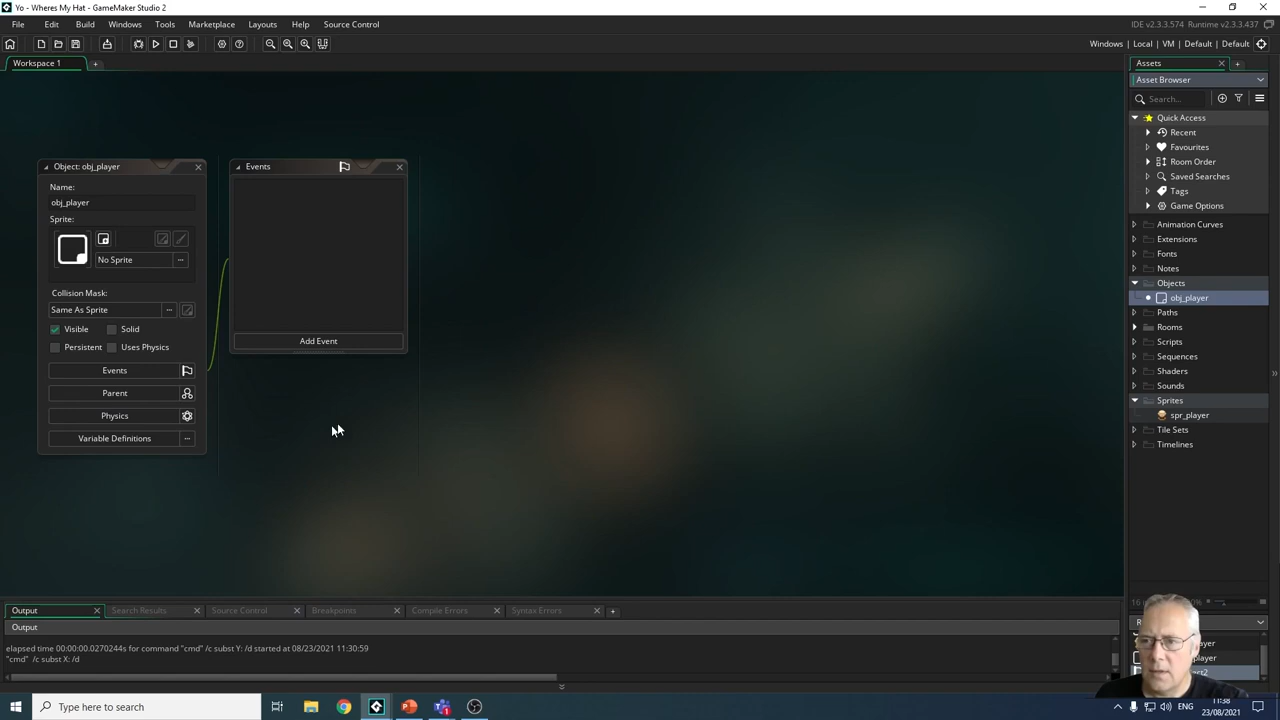 Yo - Wheres My Hat - GameMaker Studio 2
File Edit Build Windows Tools Marketplace Layouts Help Source Control
IDE v2.3.3.574 Runtime v2.3.3.437
Windows | Local | VM | Default | Default
Workspace 1
Object: obj_player
Name:
obj_player
Sprite:
No Sprite
Collision Mask:
Same As Sprite
Visible Solid
Persistent Uses Physics
Events
Parent
Physics
Variable Definitions
Events
Add Event
Assets
Asset Browser
Search...
Quick Access
Recent
Favourites
Room Order
Saved Searches
Tags
Game Options
Animation Curves
Extensions
Fonts
Notes
Objects
obj_player
Paths
Rooms
Scripts
Sequences
Shaders
Sounds
Sprites
spr_player
Tile Sets
Timelines
Output Search Results Source Control Breakpoints Compile Errors Syntax Errors
Output
elapsed time 00:00:00.0270244s for command "cmd" /c subst Y: /d started at 08/23/2021 11:30:59
"cmd" /c subst X: /d
Type here to search
ENG
11:38
23/08/2021